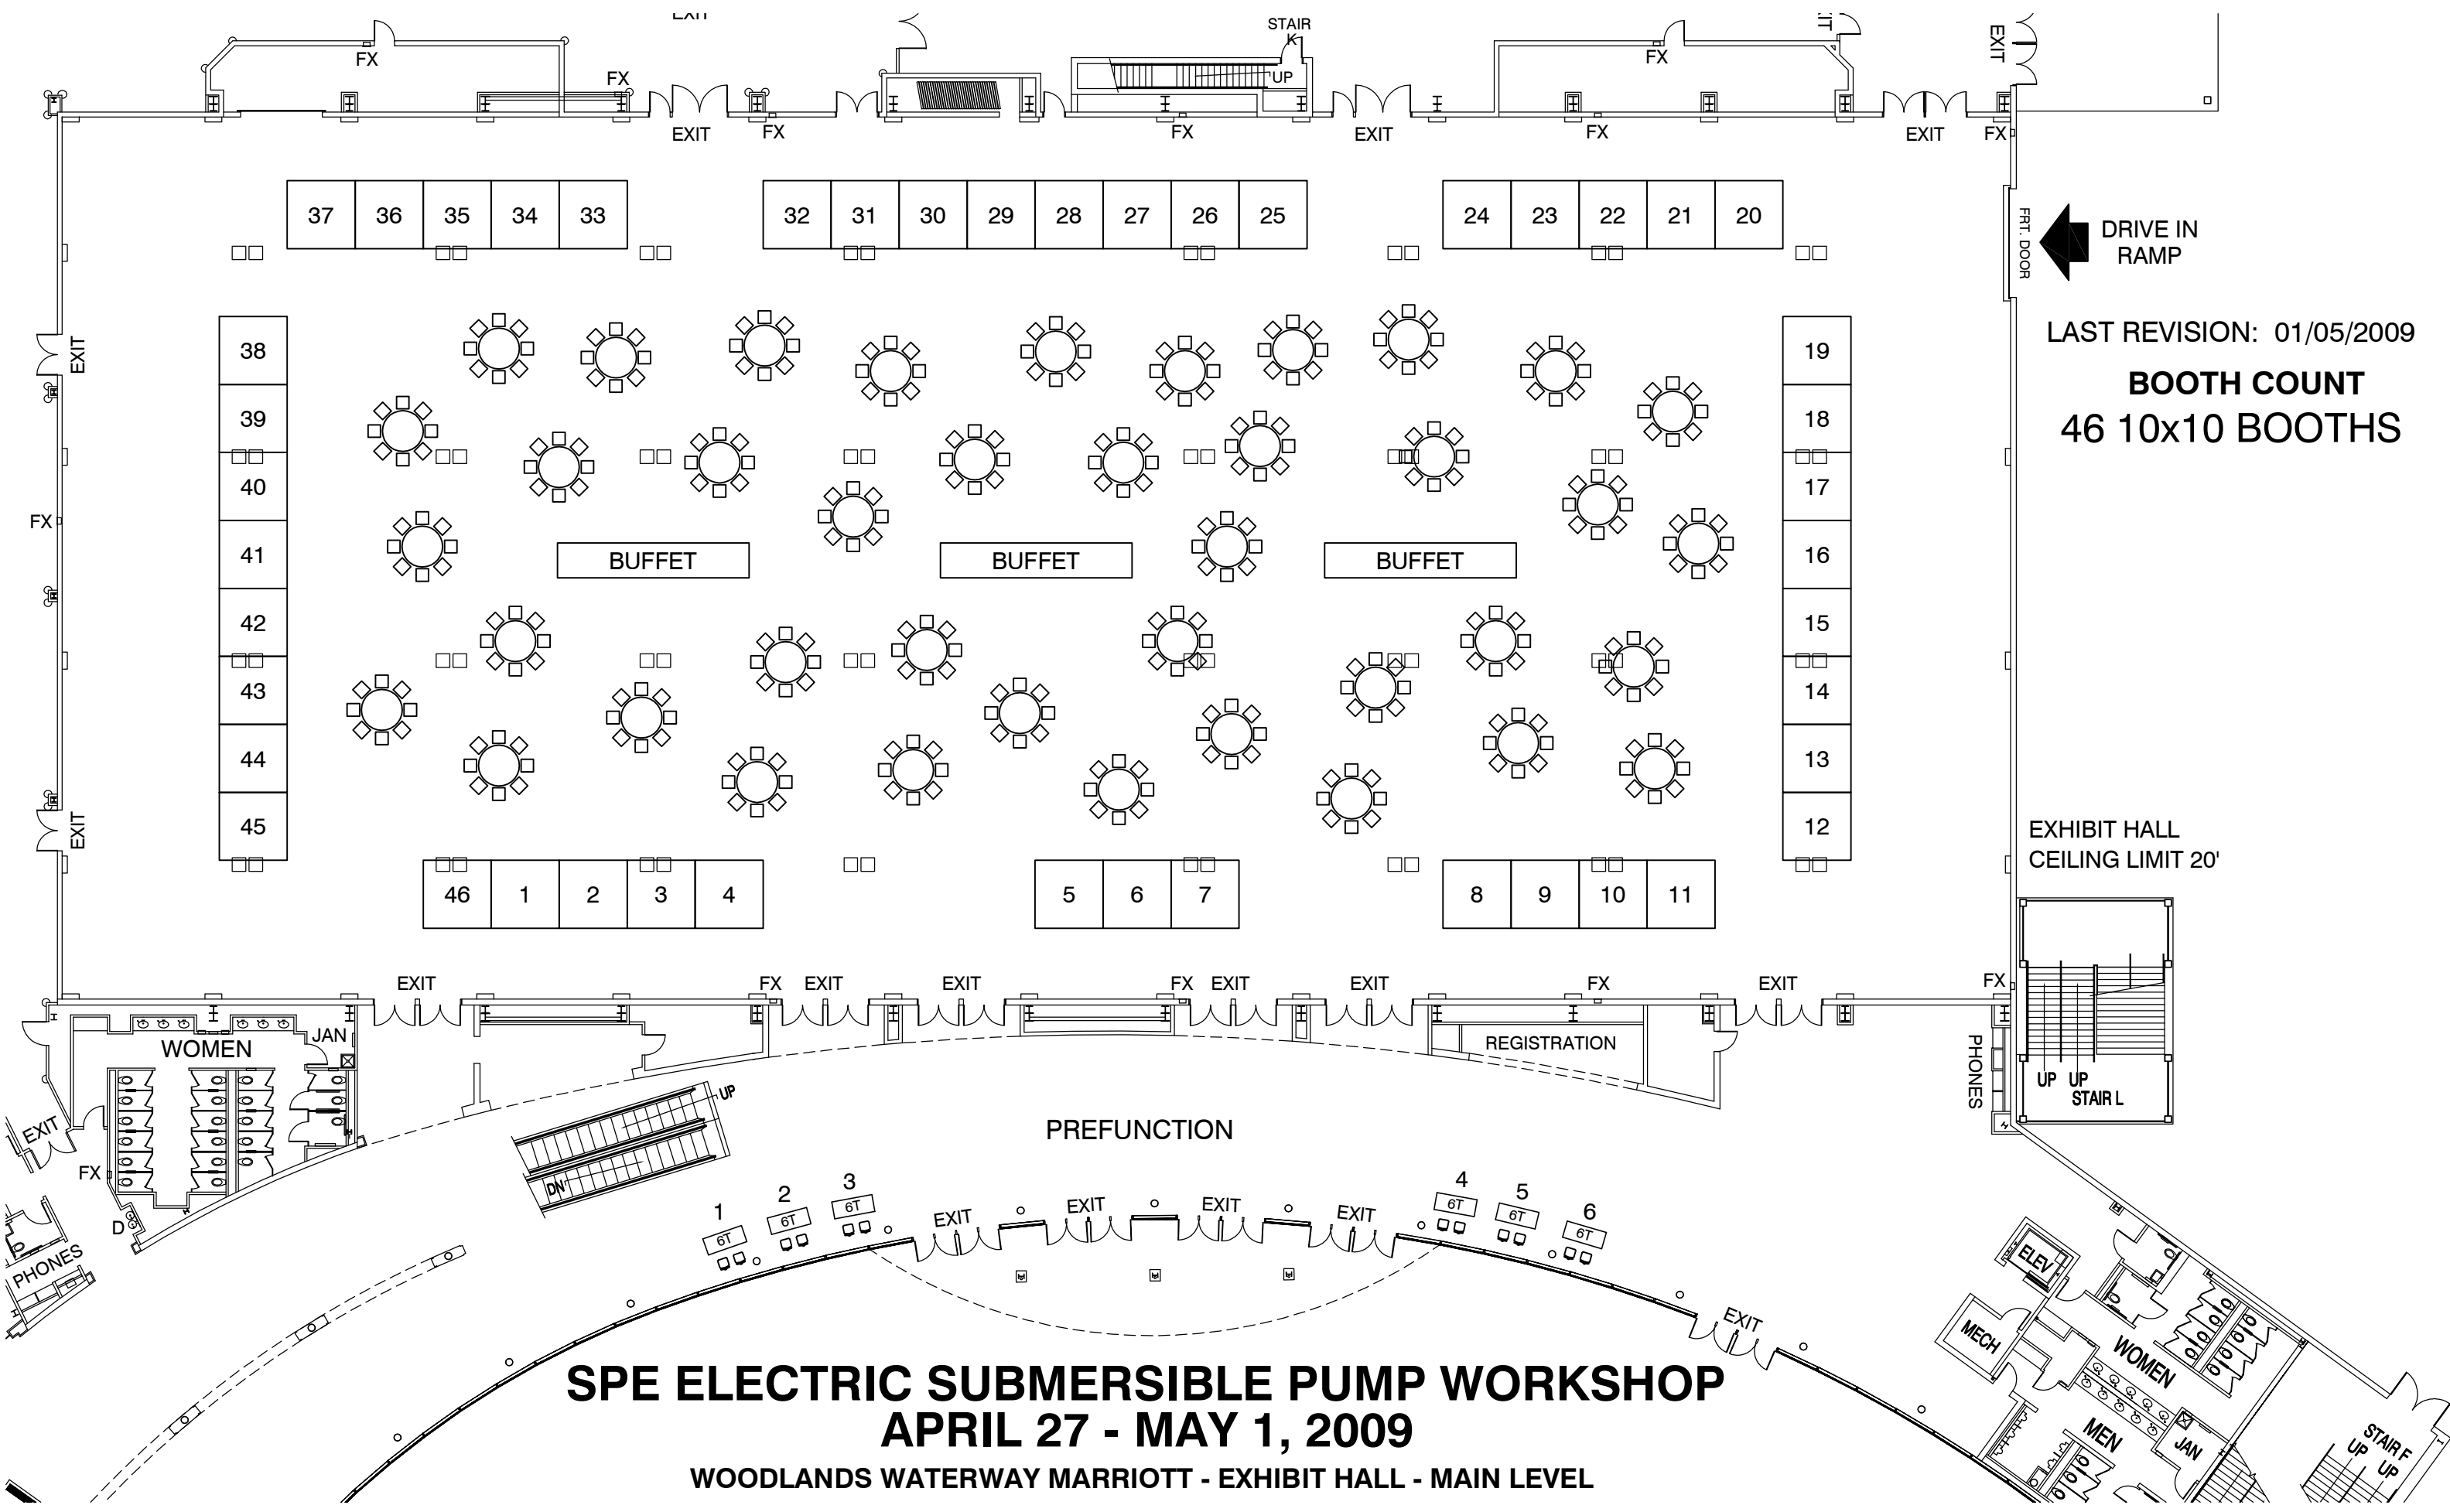 EXIT
STAIR
K
EXIT
FX
FX
FX
UP
EXIT
FX
EXIT
FX
FX
EXIT
FX
EXIT
FX
37 36 35 34 33 32 31 30 29 28 27 26 25 24 23 22 21 20
FRT. DOOR
DRIVE IN
RAMP
LAST REVISION: 01/05/2009
BOOTH COUNT
46 10x10 BOOTHS
EXIT
38
39
40
41
42
43
44
45
FX
EXIT
BUFFET
BUFFET
BUFFET
19
18
17
16
15
14
13
12
EXHIBIT HALL
CEILING LIMIT 20'
46 1 2 3 4 5 6 7 8 9 10 11
EXIT
FX
EXIT
EXIT
FX
EXIT
EXIT
FX
EXIT
FX
WOMEN
JAN
REGISTRATION
PHONES
UP
UP
STAIR L
EXIT
FX
D
PHONES
UP
DN
PREFUNCTION
1
6T
2
6T
3
6T
EXIT
EXIT
EXIT
EXIT
4
6T
5
6T
6
6T
EXIT
ELEV
MECH
WOMEN
MEN
JAN
STAIR F
UP
UP
SPE ELECTRIC SUBMERSIBLE PUMP WORKSHOP
APRIL 27 - MAY 1, 2009
WOODLANDS WATERWAY MARRIOTT - EXHIBIT HALL - MAIN LEVEL